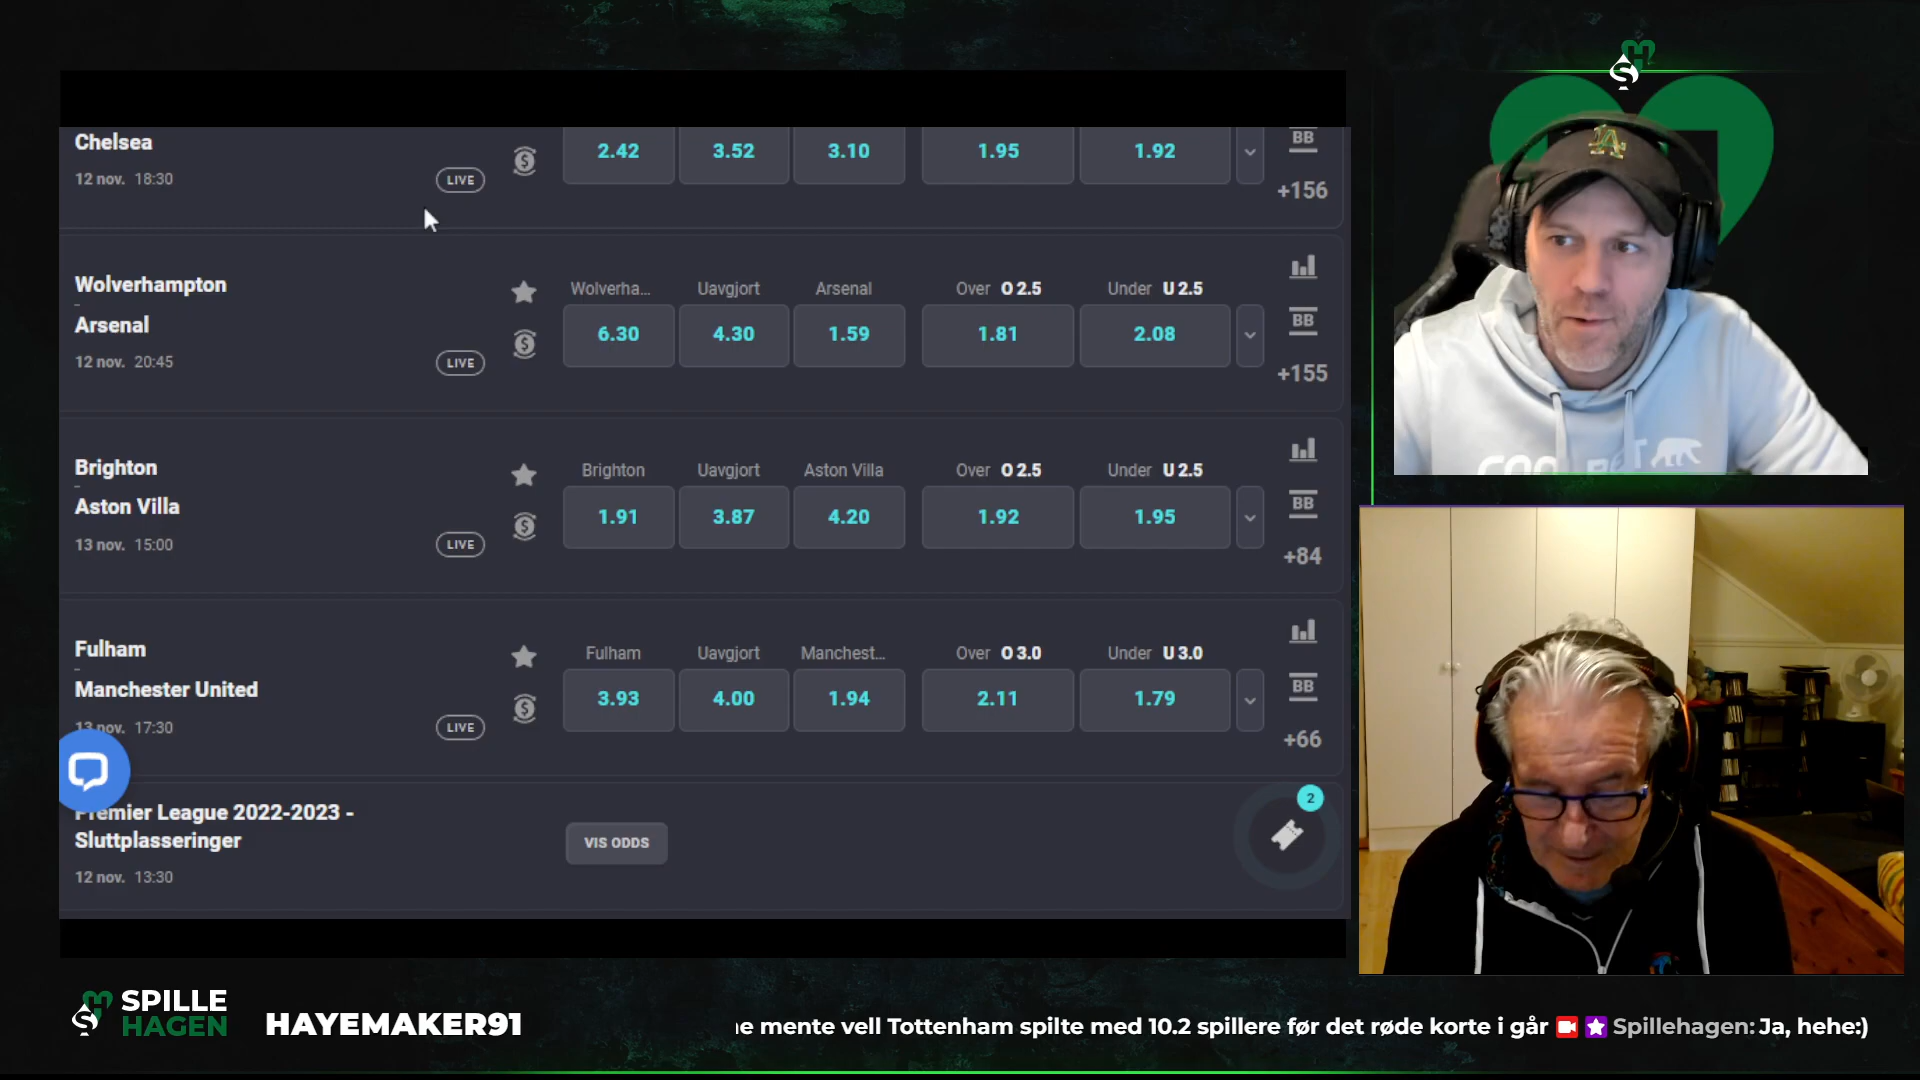 Chelsea
12 nov. 18:30
LIVE
2.42
3.52
3.10
1.95
1.92
BB
+156
Wolverhampton
-
Arsenal
12 nov. 20:45
LIVE
Wolverha...
Uavgjort
Arsenal
Over O 2.5
Under U 2.5
6.30
4.30
1.59
1.81
2.08
BB
+155
Brighton
-
Aston Villa
13 nov. 15:00
LIVE
Brighton
Uavgjort
Aston Villa
Over O 2.5
Under U 2.5
1.91
3.87
4.20
1.92
1.95
BB
+84
Fulham
-
Manchester United
13 nov. 17:30
LIVE
Fulham
Uavgjort
Manchest...
Over O 3.0
Under U 3.0
3.93
4.00
1.94
2.11
1.79
BB
+66
Premier League 2022-2023 -
Sluttplasseringer
12 nov. 13:30
VIS ODDS
2
SPILLE
HAGEN
HAYEMAKER91
mente vell Tottenham spilte med 10.2 spillere før det røde korte i går Spillehagen: Ja, hehe:)